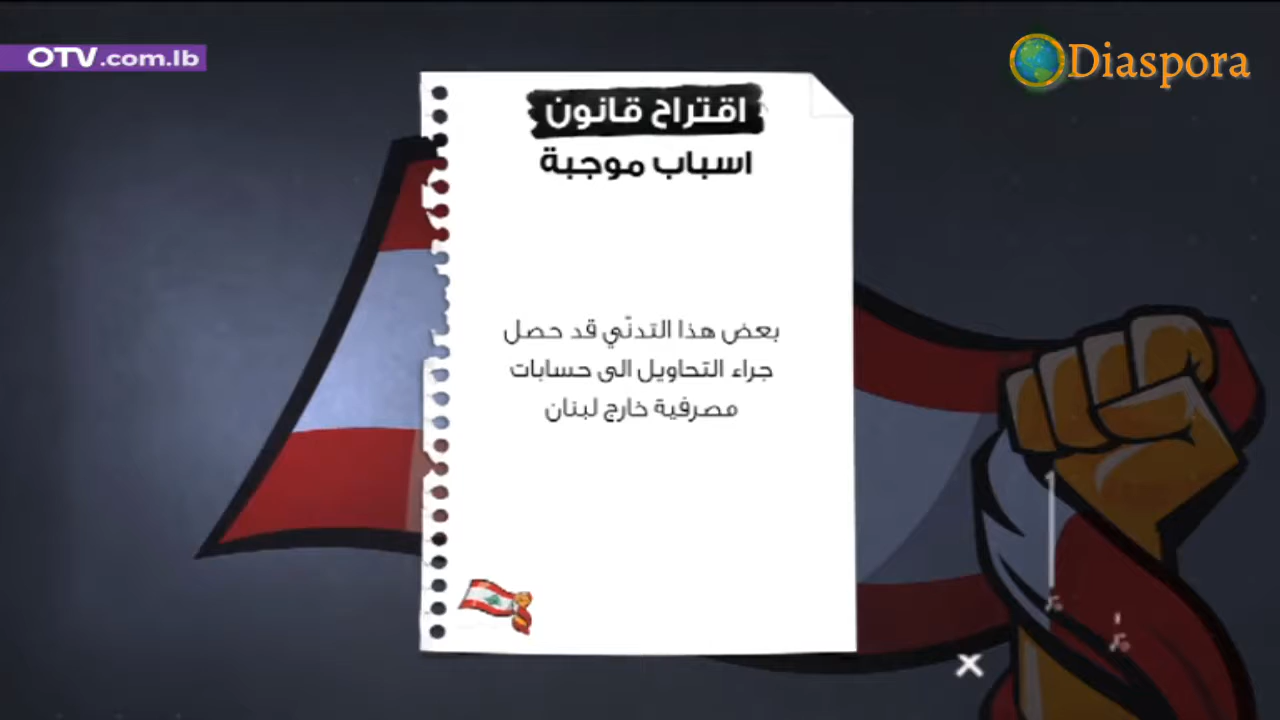 OTV.com.lb
Diaspora
اقتراح قانون
اسباب موجبة
بعض هذا التدنّي قد حصل
جراء التحاويل الى حسابات
مصرفية خارج لبنان